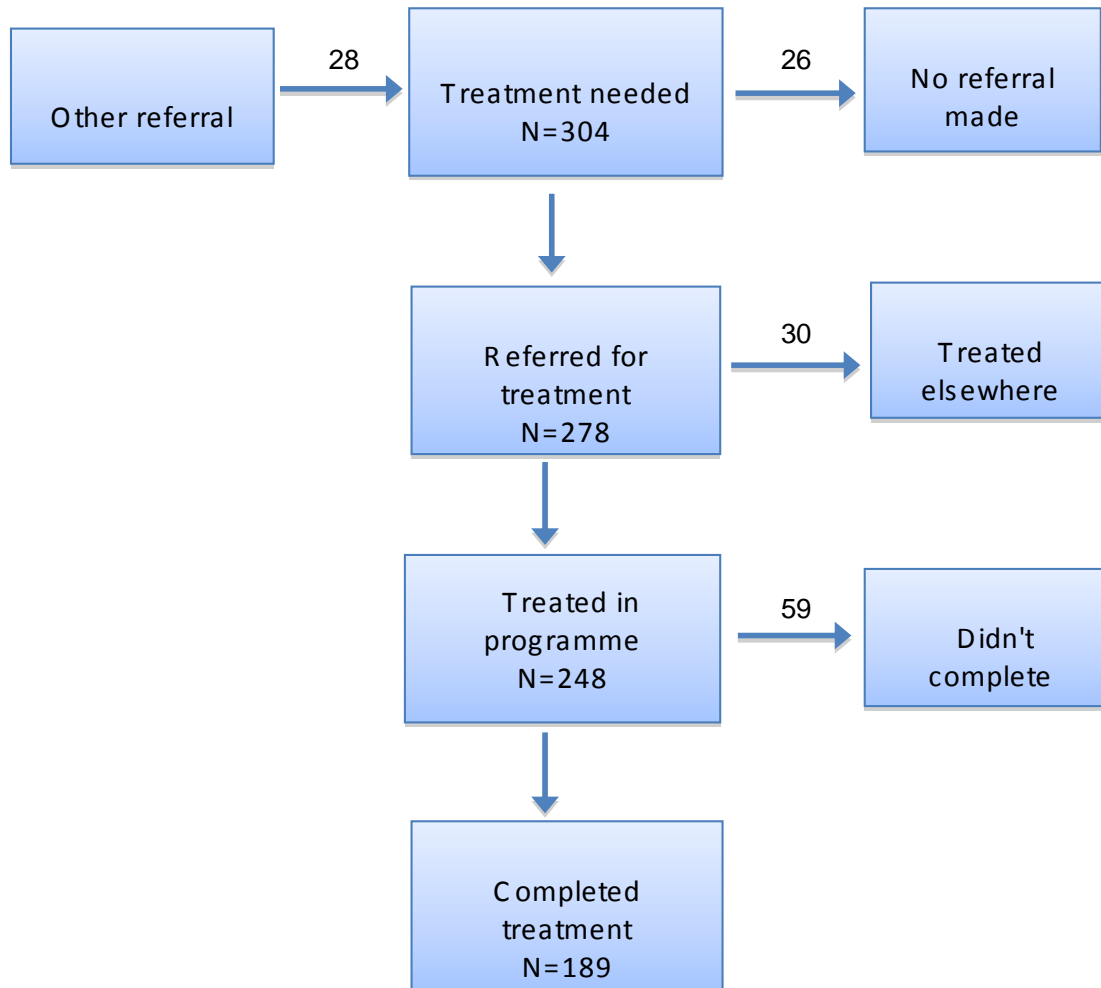 Other referral
28
Treatment needed
N=304
26
No referral
made
Referred for
treatment
N=278
30
Treated
elsewhere
Treated in
programme
N=248
59
Didn't
complete
Completed
treatment
N=189